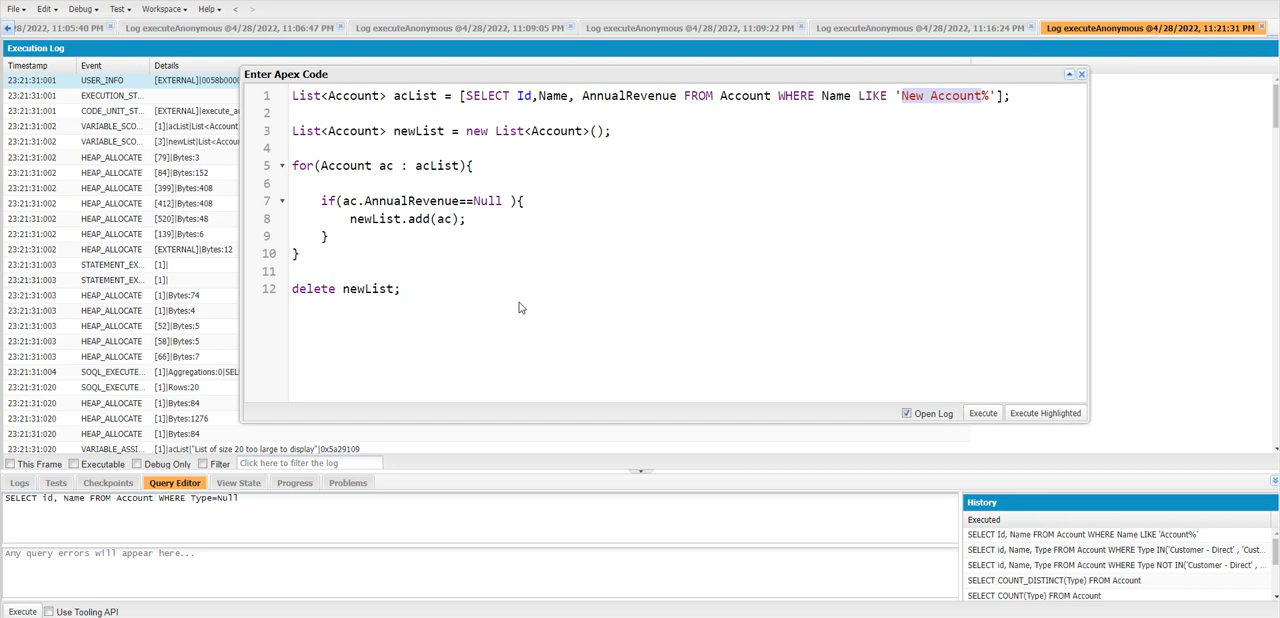 File Edit Debug Test Workspace Help < >
8/2022, 11:05:40 PM Log executeAnonymous @4/28/2022, 11:06:47 PM Log executeAnonymous @4/28/2022, 11:09:05 PM Log executeAnonymous @4/28/2022, 11:09:22 PM Log executeAnonymous @4/28/2022, 11:16:24 PM Log executeAnonymous @4/28/2022, 11:21:31 PM
Execution Log
Timestamp Event Details
23:21:31:001 USER_INFO [EXTERNAL]|0058b0000
23:21:31:001 EXECUTION_ST...
23:21:31:001 CODE_UNIT_ST... [EXTERNAL]|execute_a
23:21:31:002 VARIABLE_SCO... [1]|acList|List<Account
23:21:31:002 VARIABLE_SCO... [3]|newList|List<Accou
23:21:31:002 HEAP_ALLOCATE [79]|Bytes:3
23:21:31:002 HEAP_ALLOCATE [84]|Bytes:152
23:21:31:002 HEAP_ALLOCATE [399]|Bytes:408
23:21:31:002 HEAP_ALLOCATE [412]|Bytes:408
23:21:31:002 HEAP_ALLOCATE [520]|Bytes:48
23:21:31:002 HEAP_ALLOCATE [139]|Bytes:6
23:21:31:002 HEAP_ALLOCATE [EXTERNAL]|Bytes:12
23:21:31:003 STATEMENT_EX... [1]|
23:21:31:003 STATEMENT_EX... [1]|
23:21:31:003 HEAP_ALLOCATE [1]|Bytes:74
23:21:31:003 HEAP_ALLOCATE [1]|Bytes:4
23:21:31:003 HEAP_ALLOCATE [52]|Bytes:5
23:21:31:003 HEAP_ALLOCATE [58]|Bytes:5
23:21:31:003 HEAP_ALLOCATE [66]|Bytes:7
23:21:31:004 SOQL_EXECUTE... [1]|Aggregations:0|SEL
23:21:31:020 SOQL_EXECUTE... [1]|Rows:20
23:21:31:020 HEAP_ALLOCATE [1]|Bytes:84
23:21:31:020 HEAP_ALLOCATE [1]|Bytes:1276
23:21:31:020 HEAP_ALLOCATE [1]|Bytes:84
23:21:31:020 VARIABLE_ASSI... [1]|acList|"List of size 20 too large to display"|0x5a29109
Enter Apex Code
1 List<Account> acList = [SELECT Id,Name, AnnualRevenue FROM Account WHERE Name LIKE 'New Account%'];
2
3 List<Account> newList = new List<Account>();
4
5 for(Account ac : acList){
6
7 if(ac.AnnualRevenue==Null ){
8 newList.add(ac);
9 }
10 }
11
12 delete newList;
Open Log Execute Execute Highlighted
This Frame Executable Debug Only Filter Click here to filter the log
Logs Tests Checkpoints Query Editor View State Progress Problems
SELECT id, Name FROM Account WHERE Type=Null
Any query errors will appear here...
History
Executed
SELECT Id, Name FROM Account WHERE Name LIKE 'Account%'
SELECT id, Name, Type FROM Account WHERE Type IN('Customer - Direct' , 'Cust...
SELECT id, Name, Type FROM Account WHERE Type NOT IN('Customer - Direct' , ...
SELECT COUNT_DISTINCT(Type) FROM Account
SELECT COUNT(Type) FROM Account
Execute Use Tooling API